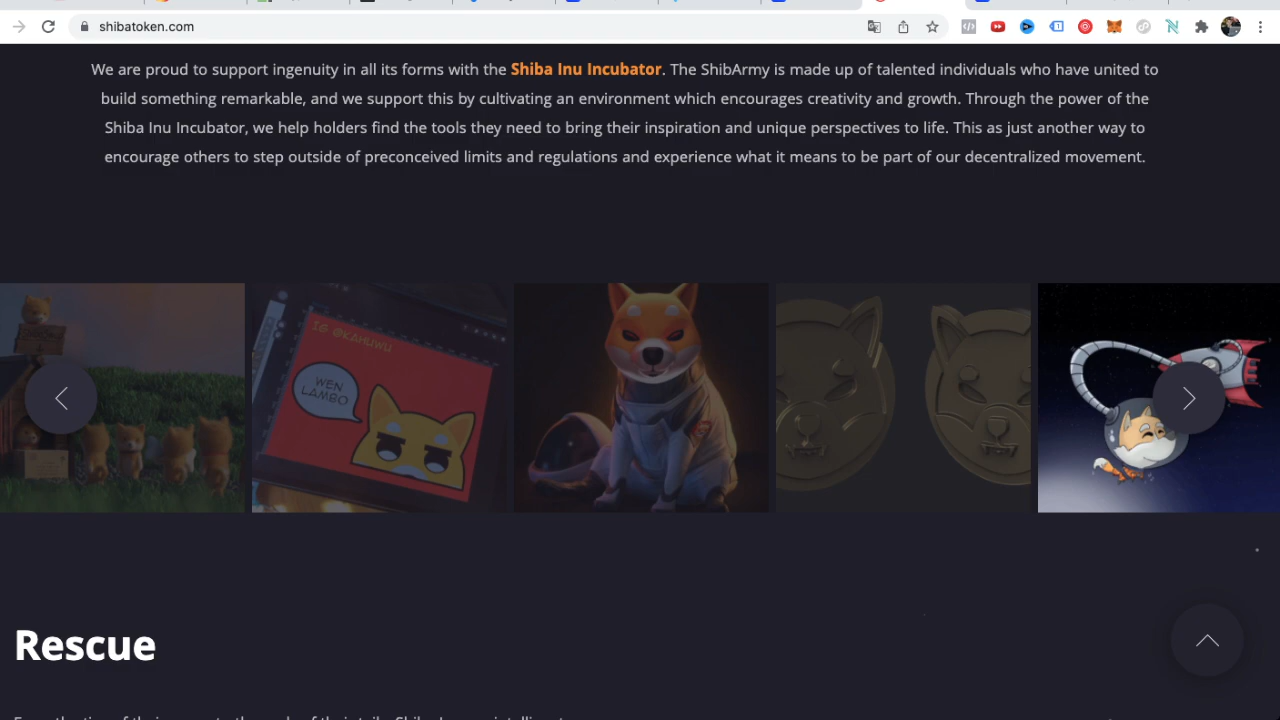 shibatoken.com
We are proud to support ingenuity in all its forms with the Shiba Inu Incubator. The ShibArmy is made up of talented individuals who have united to
build something remarkable, and we support this by cultivating an environment which encourages creativity and growth. Through the power of the
Shiba Inu Incubator, we help holders find the tools they need to bring their inspiration and unique perspectives to life. This as just another way to
encourage others to step outside of preconceived limits and regulations and experience what it means to be part of our decentralized movement.
IG @KAHUWU
WEN
LAMBO
Rescue